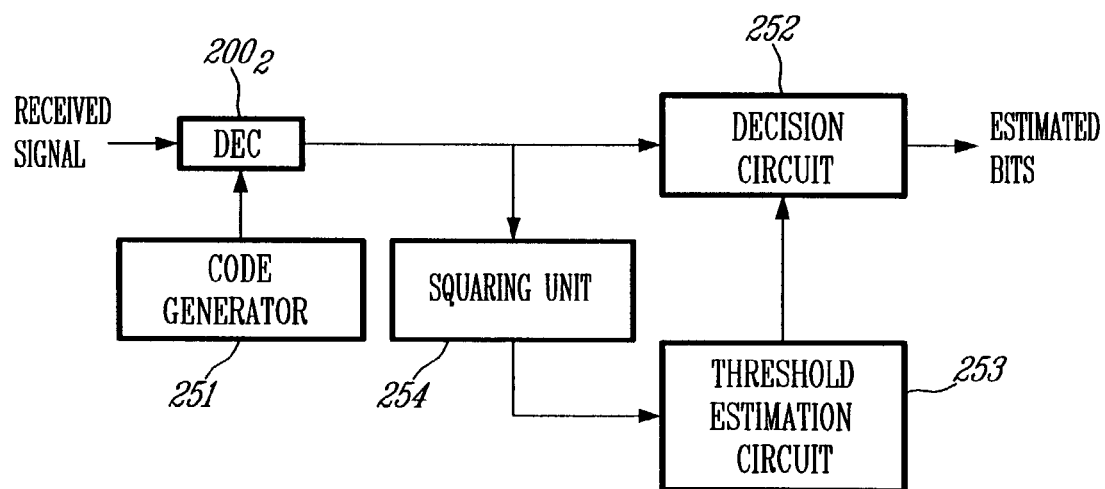 252
200₂
RECEIVED
SIGNAL
DEC
DECISION
CIRCUIT
ESTIMATED
BITS
CODE
GENERATOR
SQUARING UNIT
251
254
THRESHOLD
ESTIMATION
CIRCUIT
253